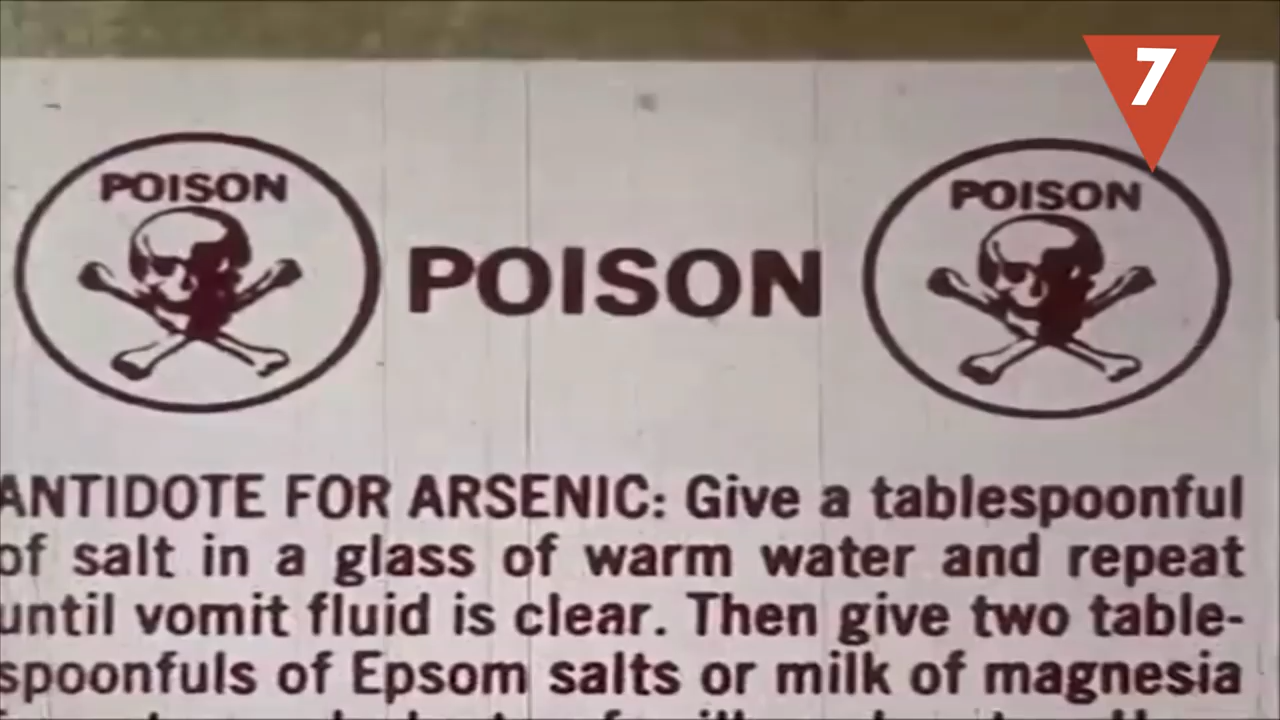 7
POISON
POISON
POISON
ANTIDOTE FOR ARSENIC: Give a tablespoonful
of salt in a glass of warm water and repeat
until vomit fluid is clear. Then give two table-
spoonfuls of Epsom salts or milk of magnesia